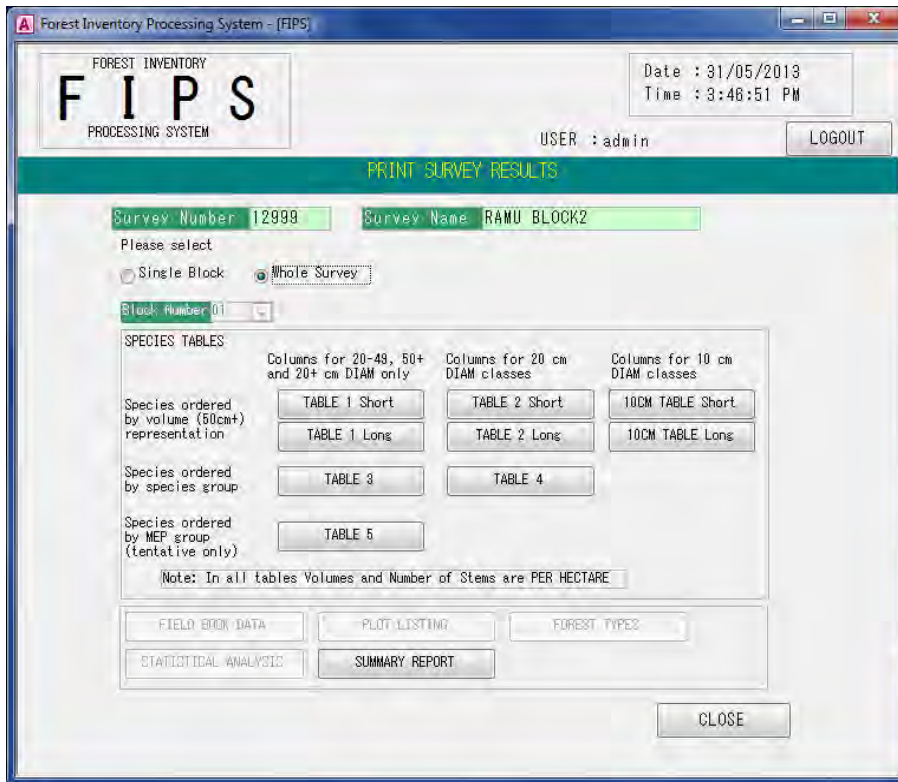 Forest Inventory Processing System - [FIPS]
FOREST INVENTORY
F I P S
PROCESSING SYSTEM
Date : 31/05/2013
Time : 3:46:51 PM
USER : admin
LOGOUT
PRINT SURVEY RESULTS
Survey Number 12999 Survey Name RAMU BLOCK2
Please select
Single Block Whole Survey
Block Number 01
SPECIES TABLES
Columns for 20-49, 50+ and 20+ cm DIAM only
Columns for 20 cm DIAM classes
Columns for 10 cm DIAM classes
Species ordered by volume (50cm+) representation
TABLE 1 Short TABLE 2 Short 10CM TABLE Short
TABLE 1 Long TABLE 2 Long 10CM TABLE Long
Species ordered by species group
TABLE 3 TABLE 4
Species ordered by MEP group (tentative only)
TABLE 5
Note: In all tables Volumes and Number of Stems are PER HECTARE
FIELD BOOK DATA PLOT LISTING FOREST TYPES
STATISTICAL ANALYSIS SUMMARY REPORT
CLOSE